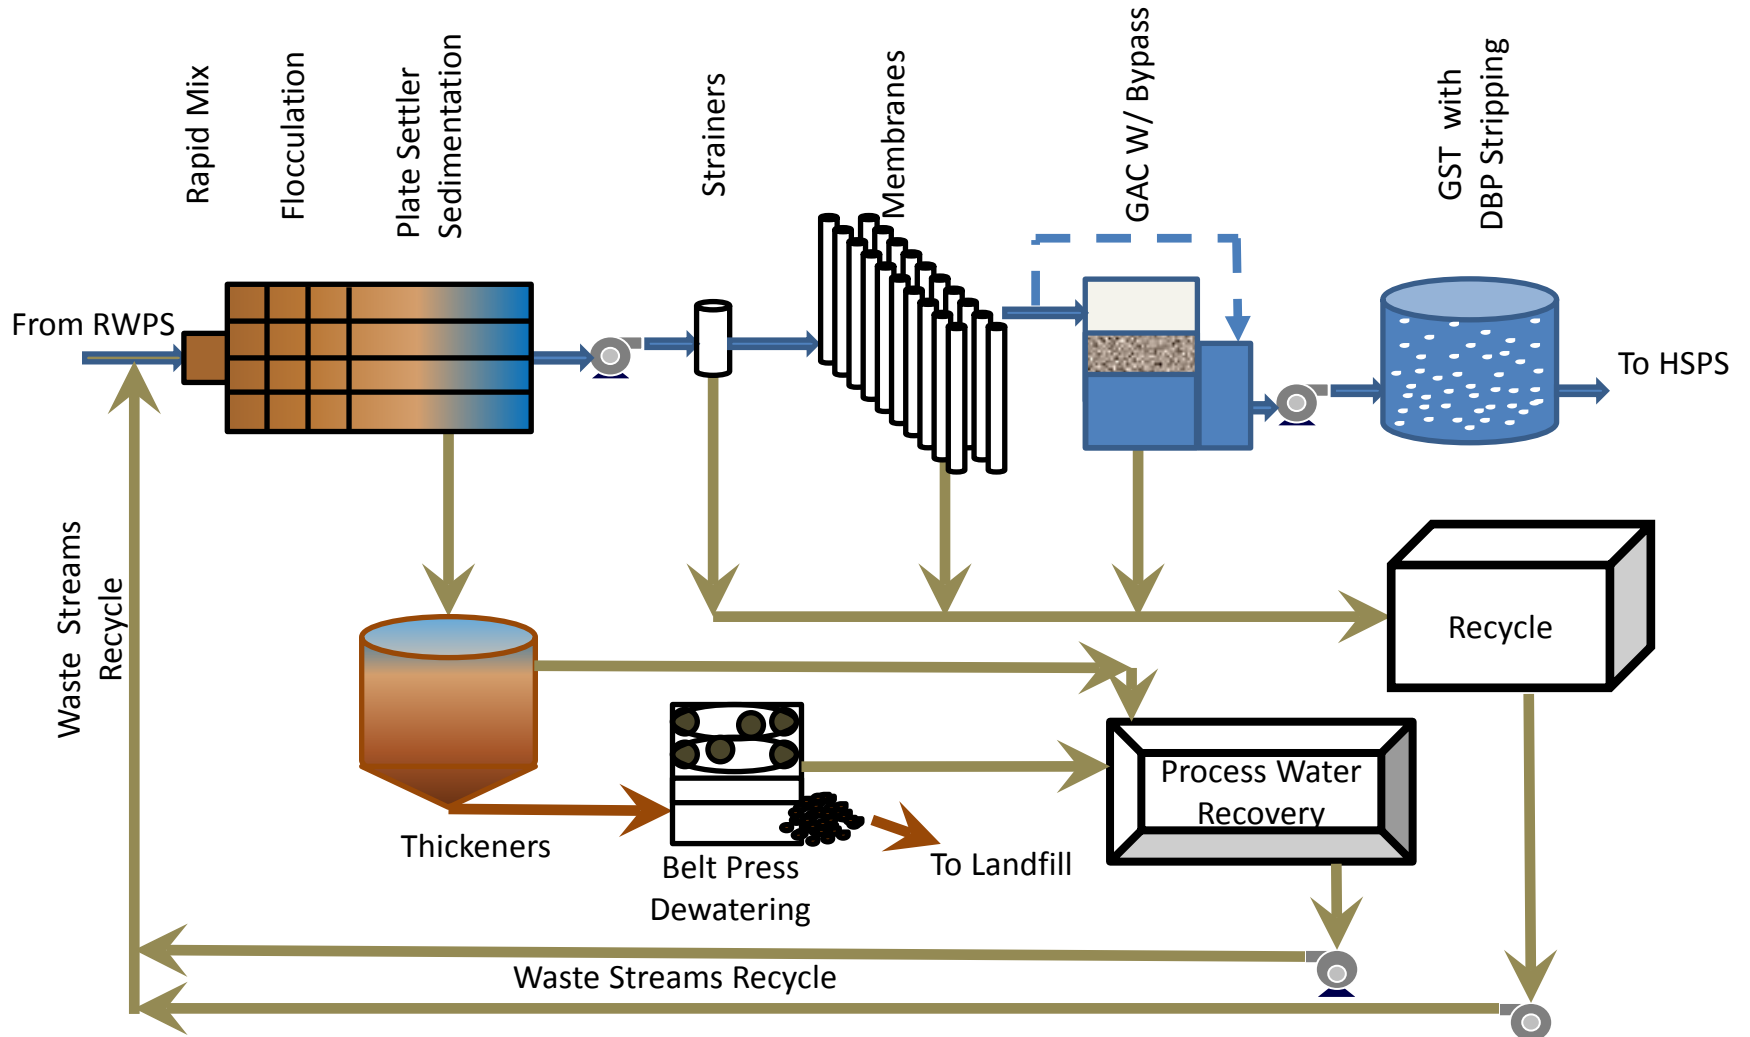 Rapid Mix
Flocculation
Plate Settler
Sedimentation
Strainers
Membranes
GAC W/ Bypass
GST with
DBP Stripping
From RWPS
To HSPS
Waste Streams
Recycle
Recycle
Process Water
Recovery
Thickeners
Belt Press
Dewatering
To Landfill
Waste Streams Recycle